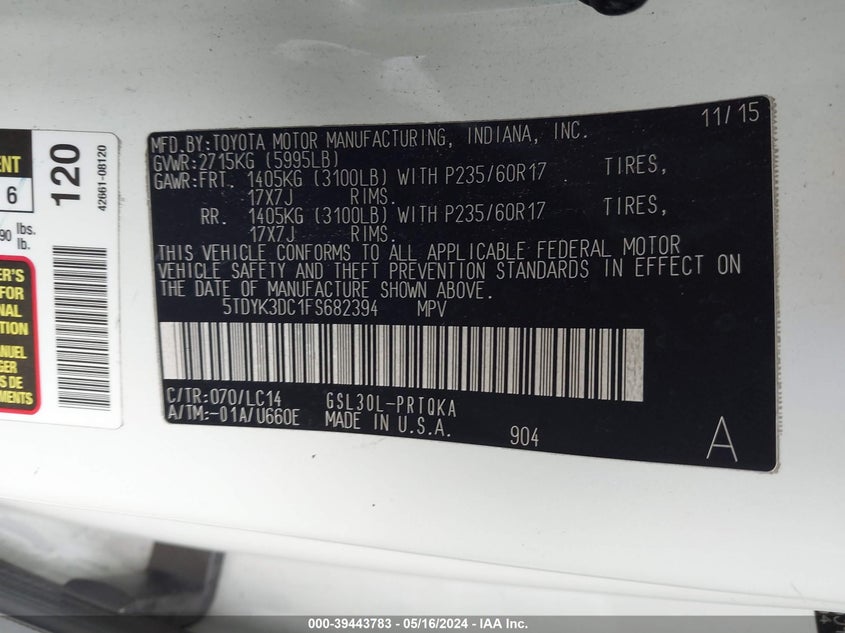 MFD.BY:TOYOTA MOTOR MANUFACTURING, INDIANA, INC. 11/15
GVWR:2715KG (5995LB)
GAWR:FRT. 1405KG (3100LB) WITH P235/60R17 TIRES,
17X7J RIMS.
RR. 1405KG (3100LB) WITH P235/60R17 TIRES,
17X7J RIMS.
THIS VEHICLE CONFORMS TO ALL APPLICABLE FEDERAL MOTOR
VEHICLE SAFETY AND THEFT PREVENTION STANDARDS IN EFFECT ON
THE DATE OF MANUFACTURE SHOWN ABOVE.
5TDYK3DC1FS682394 MPV
C/TR:070/LC14 GSL30L-PRTQKA
A/TM:-01A/U660E MADE IN U.S.A. 904 A
6
lbs.
lb.
FOR
120
42661-08120
000-39443783 - 05/16/2024 - IAA Inc.